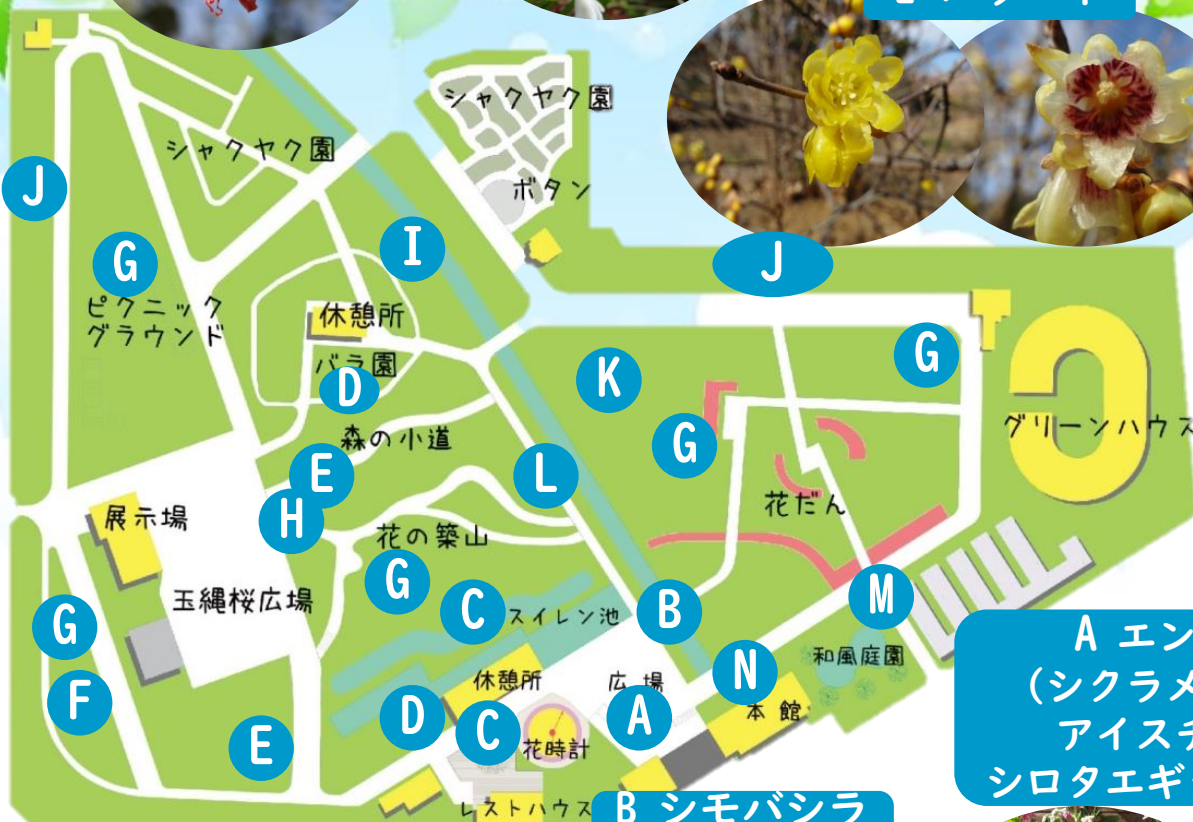 シャクヤク園
シャクヤク園
J
ボタン
I
G
J
ピクニック
グラウンド
休憩所
G
バラ園
K
D
グリーンハウス
森の小道
G
E
L
花だん
H
展示場
花の築山
G
M
玉縄桜広場
C
スイレン池
B
G
和風庭園
A エン
休憩所
広場
N
(シクラメ
F
D
A
本館
C
花時計
アイスチ
E
シロタエギ
レストハウス
B シモバシラ